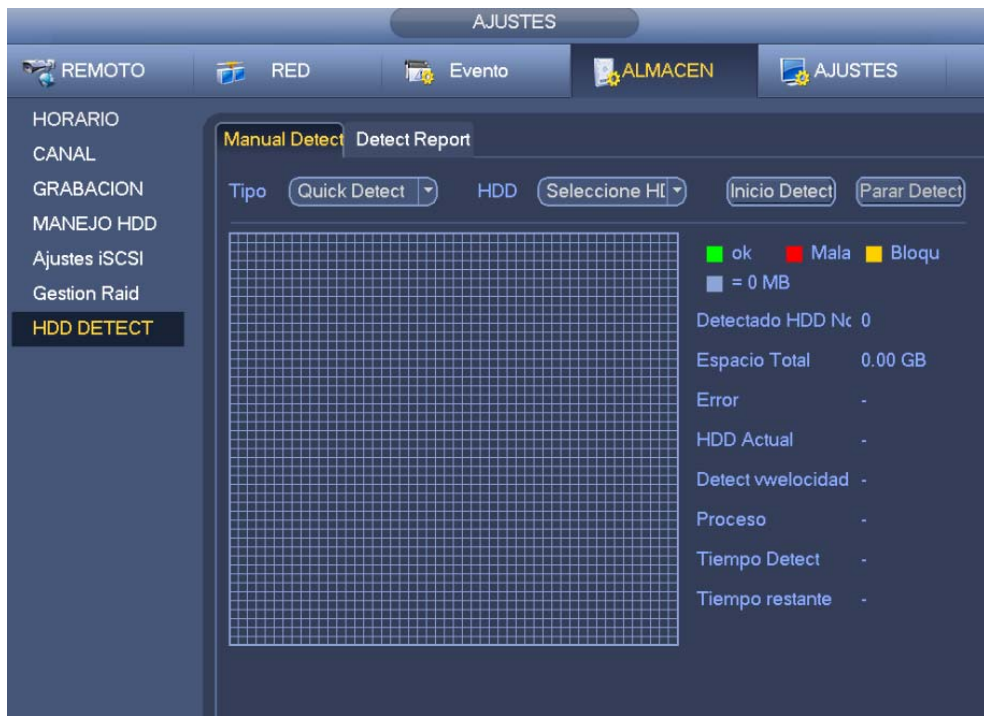 AJUSTES
REMOTO RED Evento ALMACEN AJUSTES
HORARIO
CANAL
GRABACION
MANEJO HDD
Ajustes iSCSI
Gestion Raid
HDD DETECT
Manual Detect Detect Report
Tipo Quick Detect HDD Seleccione HD Inicio Detect Parar Detect
ok Mala Bloqu
= 0 MB
Detectado HDD No 0
Espacio Total 0.00 GB
Error -
HDD Actual -
Detect vwelocidad -
Proceso -
Tiempo Detect -
Tiempo restante -